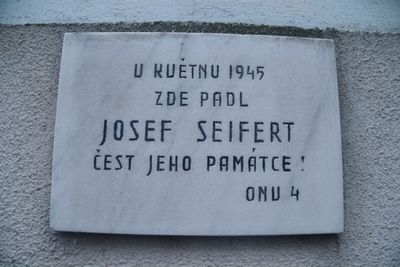 V KVĚTNU 1945
ZDE PADL
JOSEF SEIFERT
ČEST JEHO PAMÁTCE!
ONV 4